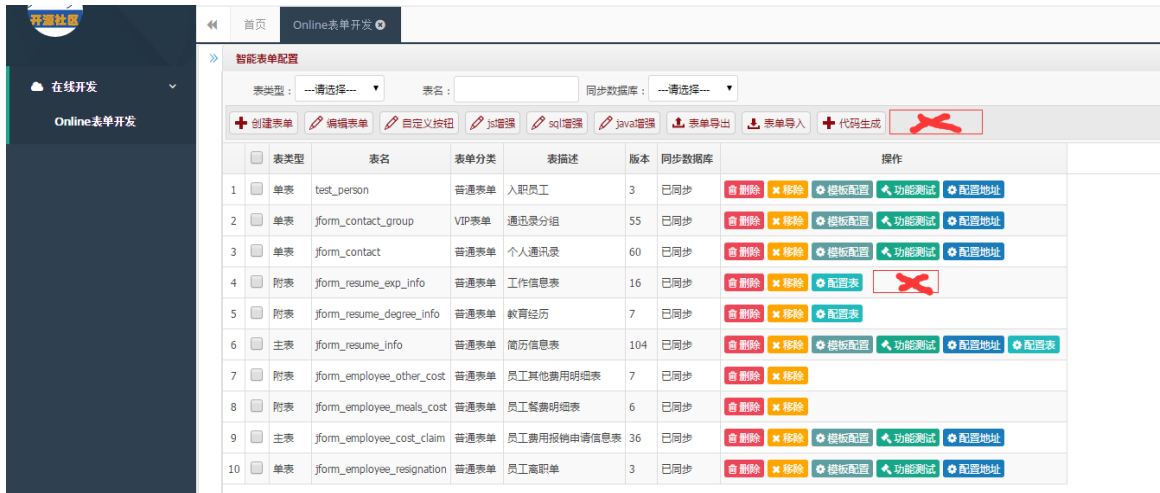 开源社区
首页 Online表单开发
智能表单配置
在线开发
表类型： ---请选择--- 表名： 同步数据库： ---请选择---
Online表单开发
创建表单 编辑表单 自定义按钮 js增强 sql增强 java增强 表单导出 表单导入 代码生成
表类型 表名 表单分类 表描述 版本 同步数据库 操作
1 单表 test_person 普通表单 入职员工 3 已同步 删除 移除 模板配置 功能测试 配置地址
2 单表 jform_contact_group VIP表单 通迅录分组 55 已同步 删除 移除 模板配置 功能测试 配置地址
3 单表 jform_contact 普通表单 个人通讯录 60 已同步 删除 移除 模板配置 功能测试 配置地址
4 附表 jform_resume_exp_info 普通表单 工作信息表 16 已同步 删除 移除 配置表
5 附表 jform_resume_degree_info 普通表单 教育经历 7 已同步 删除 移除 配置表
6 主表 jform_resume_info 普通表单 简历信息表 104 已同步 删除 移除 模板配置 功能测试 配置地址 配置表
7 附表 jform_employee_other_cost 普通表单 员工其他费用明细表 7 已同步 删除 移除
8 附表 jform_employee_meals_cost 普通表单 员工餐费明细表 6 已同步 删除 移除
9 主表 jform_employee_cost_claim 普通表单 员工费用报销申请信息表 36 已同步 删除 移除 模板配置 功能测试 配置地址
10 单表 jform_employee_resignation 普通表单 员工离职单 3 已同步 删除 移除 模板配置 功能测试 配置地址